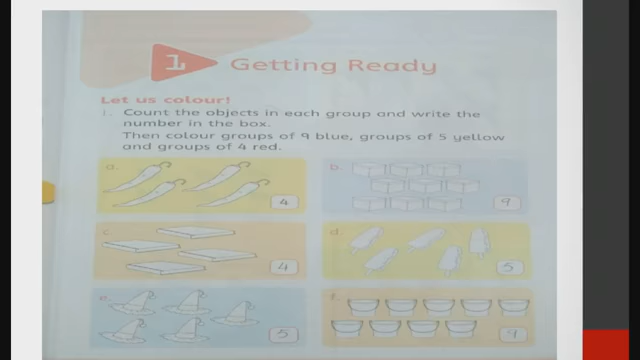 1 Getting Ready
Let us colour!
1. Count the objects in each group and write the
number in the box.
Then colour groups of 9 blue, groups of 5 yellow
and groups of 4 red.
a. 4
b. 9
c. 4
d. 5
e. 5
f. 9